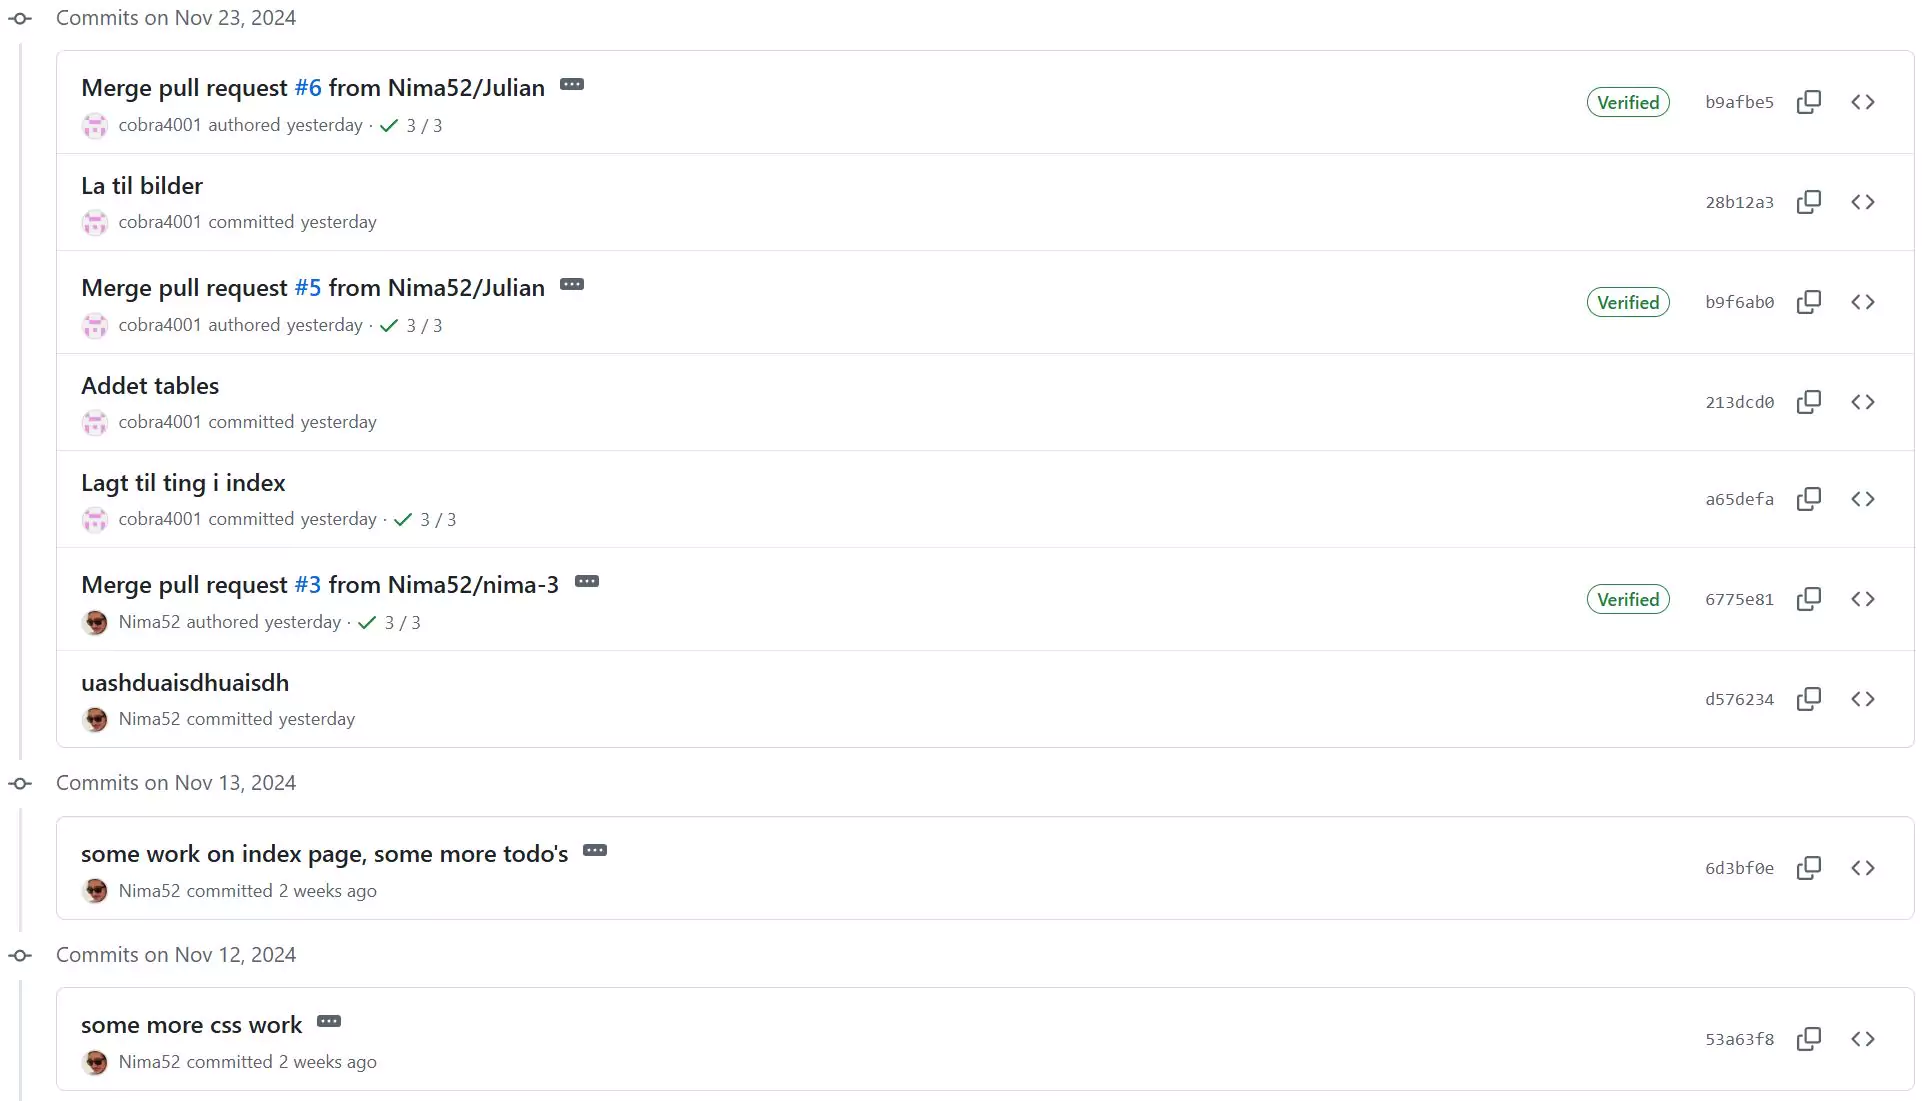 Commits on Nov 23, 2024
Merge pull request #6 from Nima52/Julian
cobra4001 authored yesterday · 3 / 3
Verified
b9afbe5
La til bilder
cobra4001 committed yesterday
28b12a3
Merge pull request #5 from Nima52/Julian
cobra4001 authored yesterday · 3 / 3
Verified
b9f6ab0
Addet tables
cobra4001 committed yesterday
213dcd0
Lagt til ting i index
cobra4001 committed yesterday · 3 / 3
a65defa
Merge pull request #3 from Nima52/nima-3
Nima52 authored yesterday · 3 / 3
Verified
6775e81
uashduaisdhuaisdh
Nima52 committed yesterday
d576234
Commits on Nov 13, 2024
some work on index page, some more todo's
Nima52 committed 2 weeks ago
6d3bf0e
Commits on Nov 12, 2024
some more css work
Nima52 committed 2 weeks ago
53a63f8